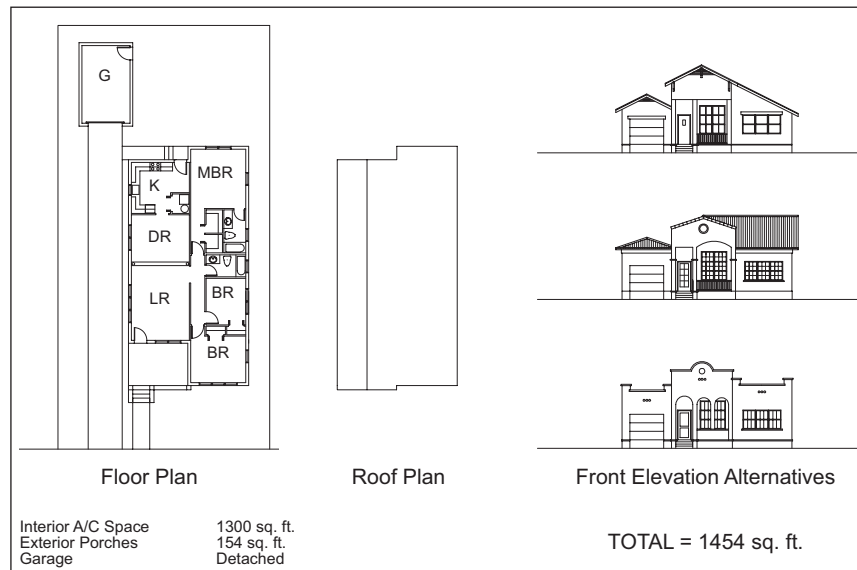 G
K
MBR
DR
LR
BR
BR
Floor Plan
Roof Plan
Front Elevation Alternatives
Interior A/C Space 1300 sq. ft.
Exterior Porches 154 sq. ft.
Garage Detached
TOTAL = 1454 sq. ft.